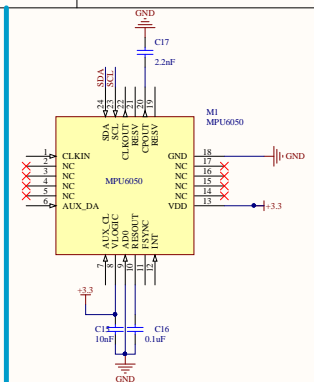 GND
C17
2.2nF
SDA
SCL
24
23
22
21
20
19
SDA
SCL
CLKOUT
RESV
CPOUT
RESV
M1
MPU6050
1 CLKIN
2 NC
3 NC
4 NC
5 NC
6 AUX_DA
MPU6050
GND 18
NC 17
NC 16
NC 15
NC 14
VDD 13
GND
+3.3
AUX_CL
VLOGIC
AD0
RESOUT
FSYNC
INT
7
8
9
10
11
12
+3.3
C15
10nF
C16
0.1uF
GND